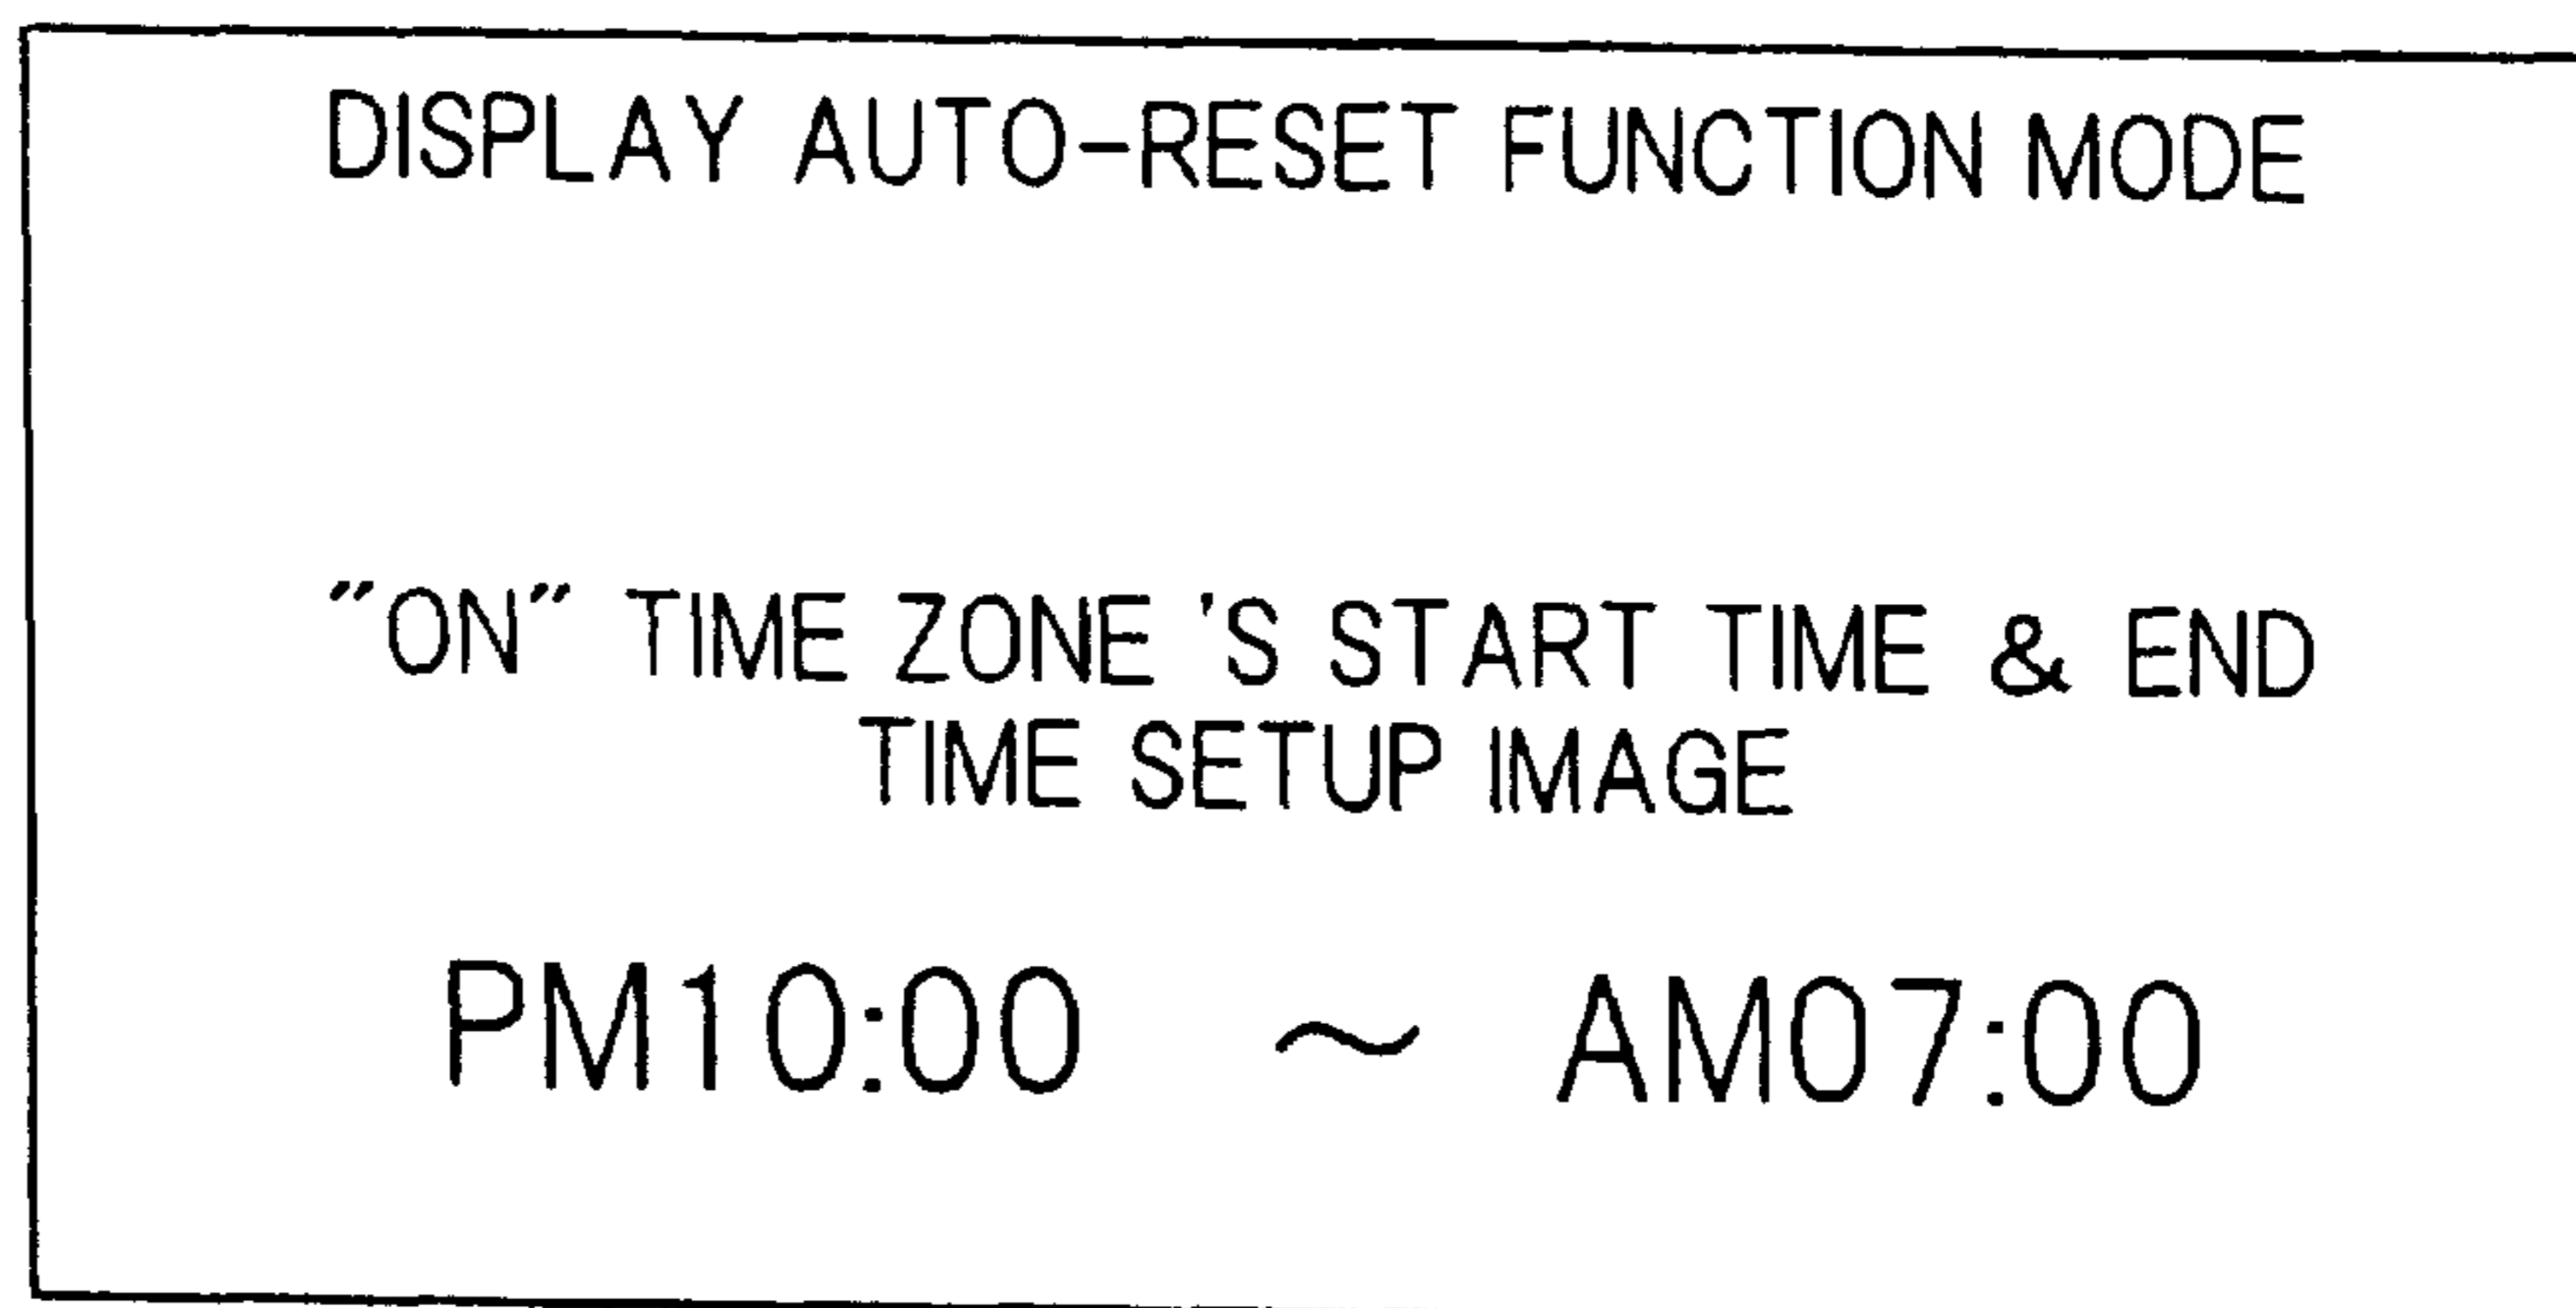 DISPLAY AUTO-RESET FUNCTION MODE
"ON" TIME ZONE 'S START TIME & END
TIME SETUP IMAGE
PM10:00 ~ AM07:00